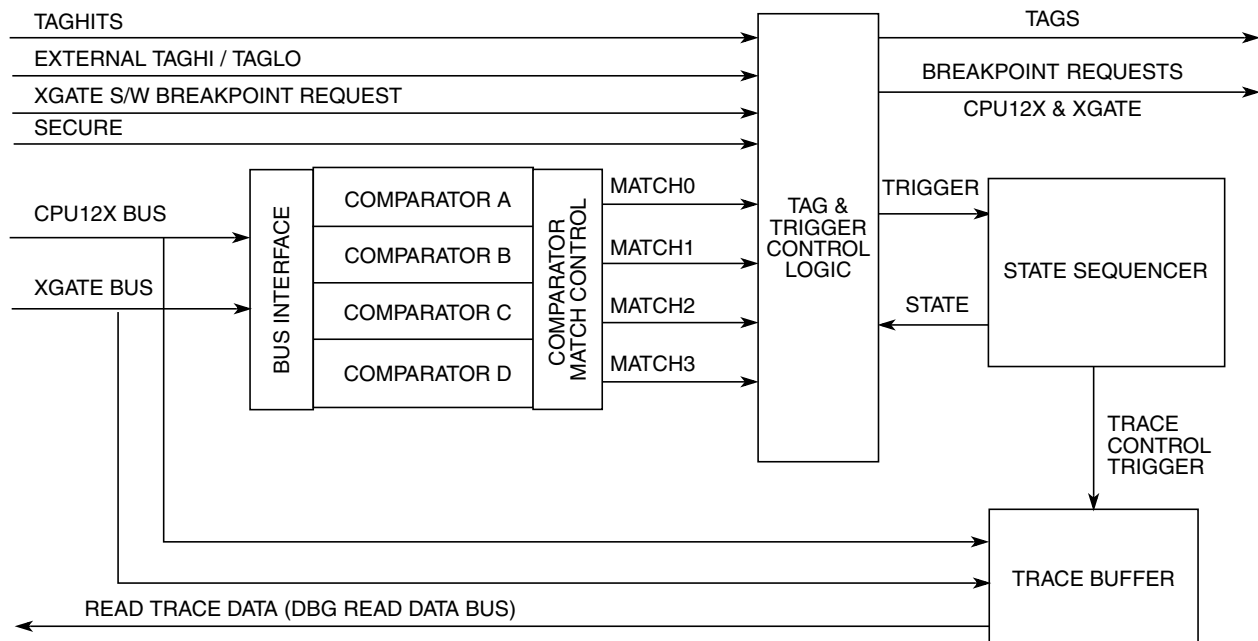 TAGHITS
TAGS
EXTERNAL TAGHI / TAGLO
BREAKPOINT REQUESTS
CPU12X & XGATE
XGATE S/W BREAKPOINT REQUEST
SECURE
CPU12X BUS
XGATE BUS
BUS INTERFACE
COMPARATOR A
COMPARATOR B
COMPARATOR C
COMPARATOR D
COMPARATOR
MATCH CONTROL
MATCH0
MATCH1
MATCH2
MATCH3
TAG &
TRIGGER
CONTROL
LOGIC
TRIGGER
STATE
STATE SEQUENCER
TRACE
CONTROL
TRIGGER
TRACE BUFFER
READ TRACE DATA (DBG READ DATA BUS)